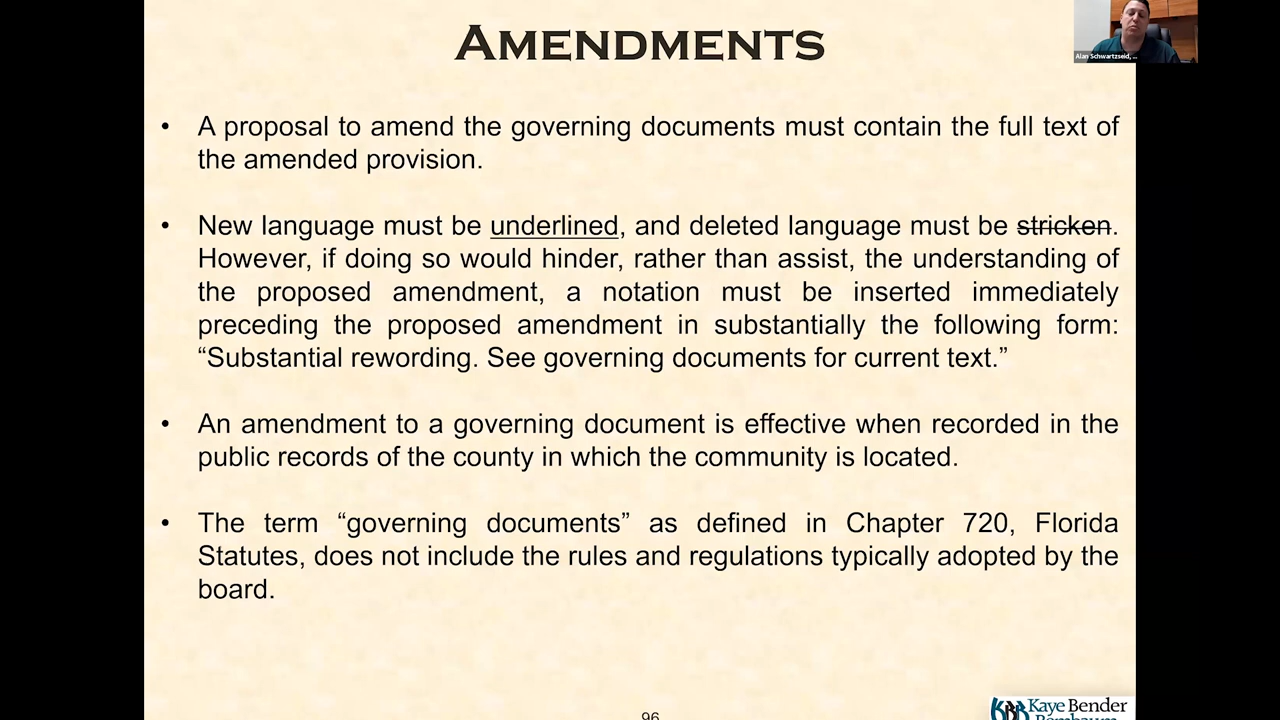 AMENDMENTS
Alan Schwartzseid, ...
• A proposal to amend the governing documents must contain the full text of
the amended provision.
• New language must be underlined, and deleted language must be stricken.
However, if doing so would hinder, rather than assist, the understanding of
the proposed amendment, a notation must be inserted immediately
preceding the proposed amendment in substantially the following form:
“Substantial rewording. See governing documents for current text.”
• An amendment to a governing document is effective when recorded in the
public records of the county in which the community is located.
• The term “governing documents” as defined in Chapter 720, Florida
Statutes, does not include the rules and regulations typically adopted by the
board.
96
KBR Kaye Bender
Rembaum